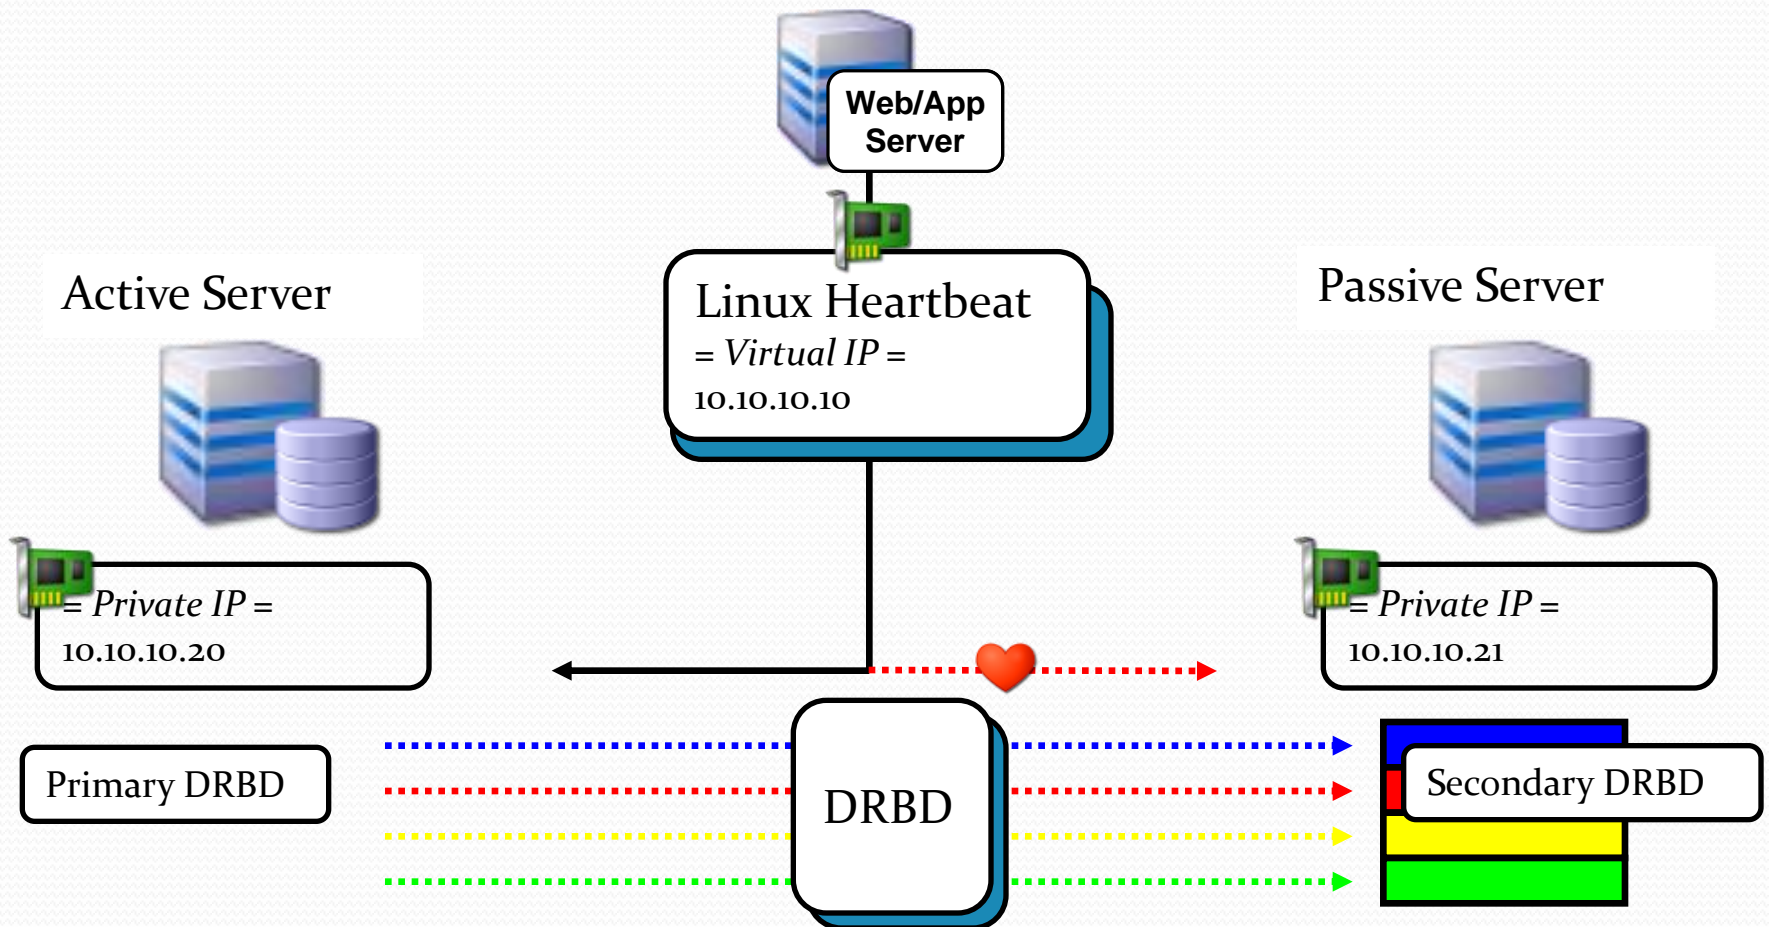 Web/App
Server
Active Server
Linux Heartbeat
= Virtual IP =
10.10.10.10
Passive Server
= Private IP =
10.10.10.20
= Private IP =
10.10.10.21
Primary DRBD
DRBD
Secondary DRBD